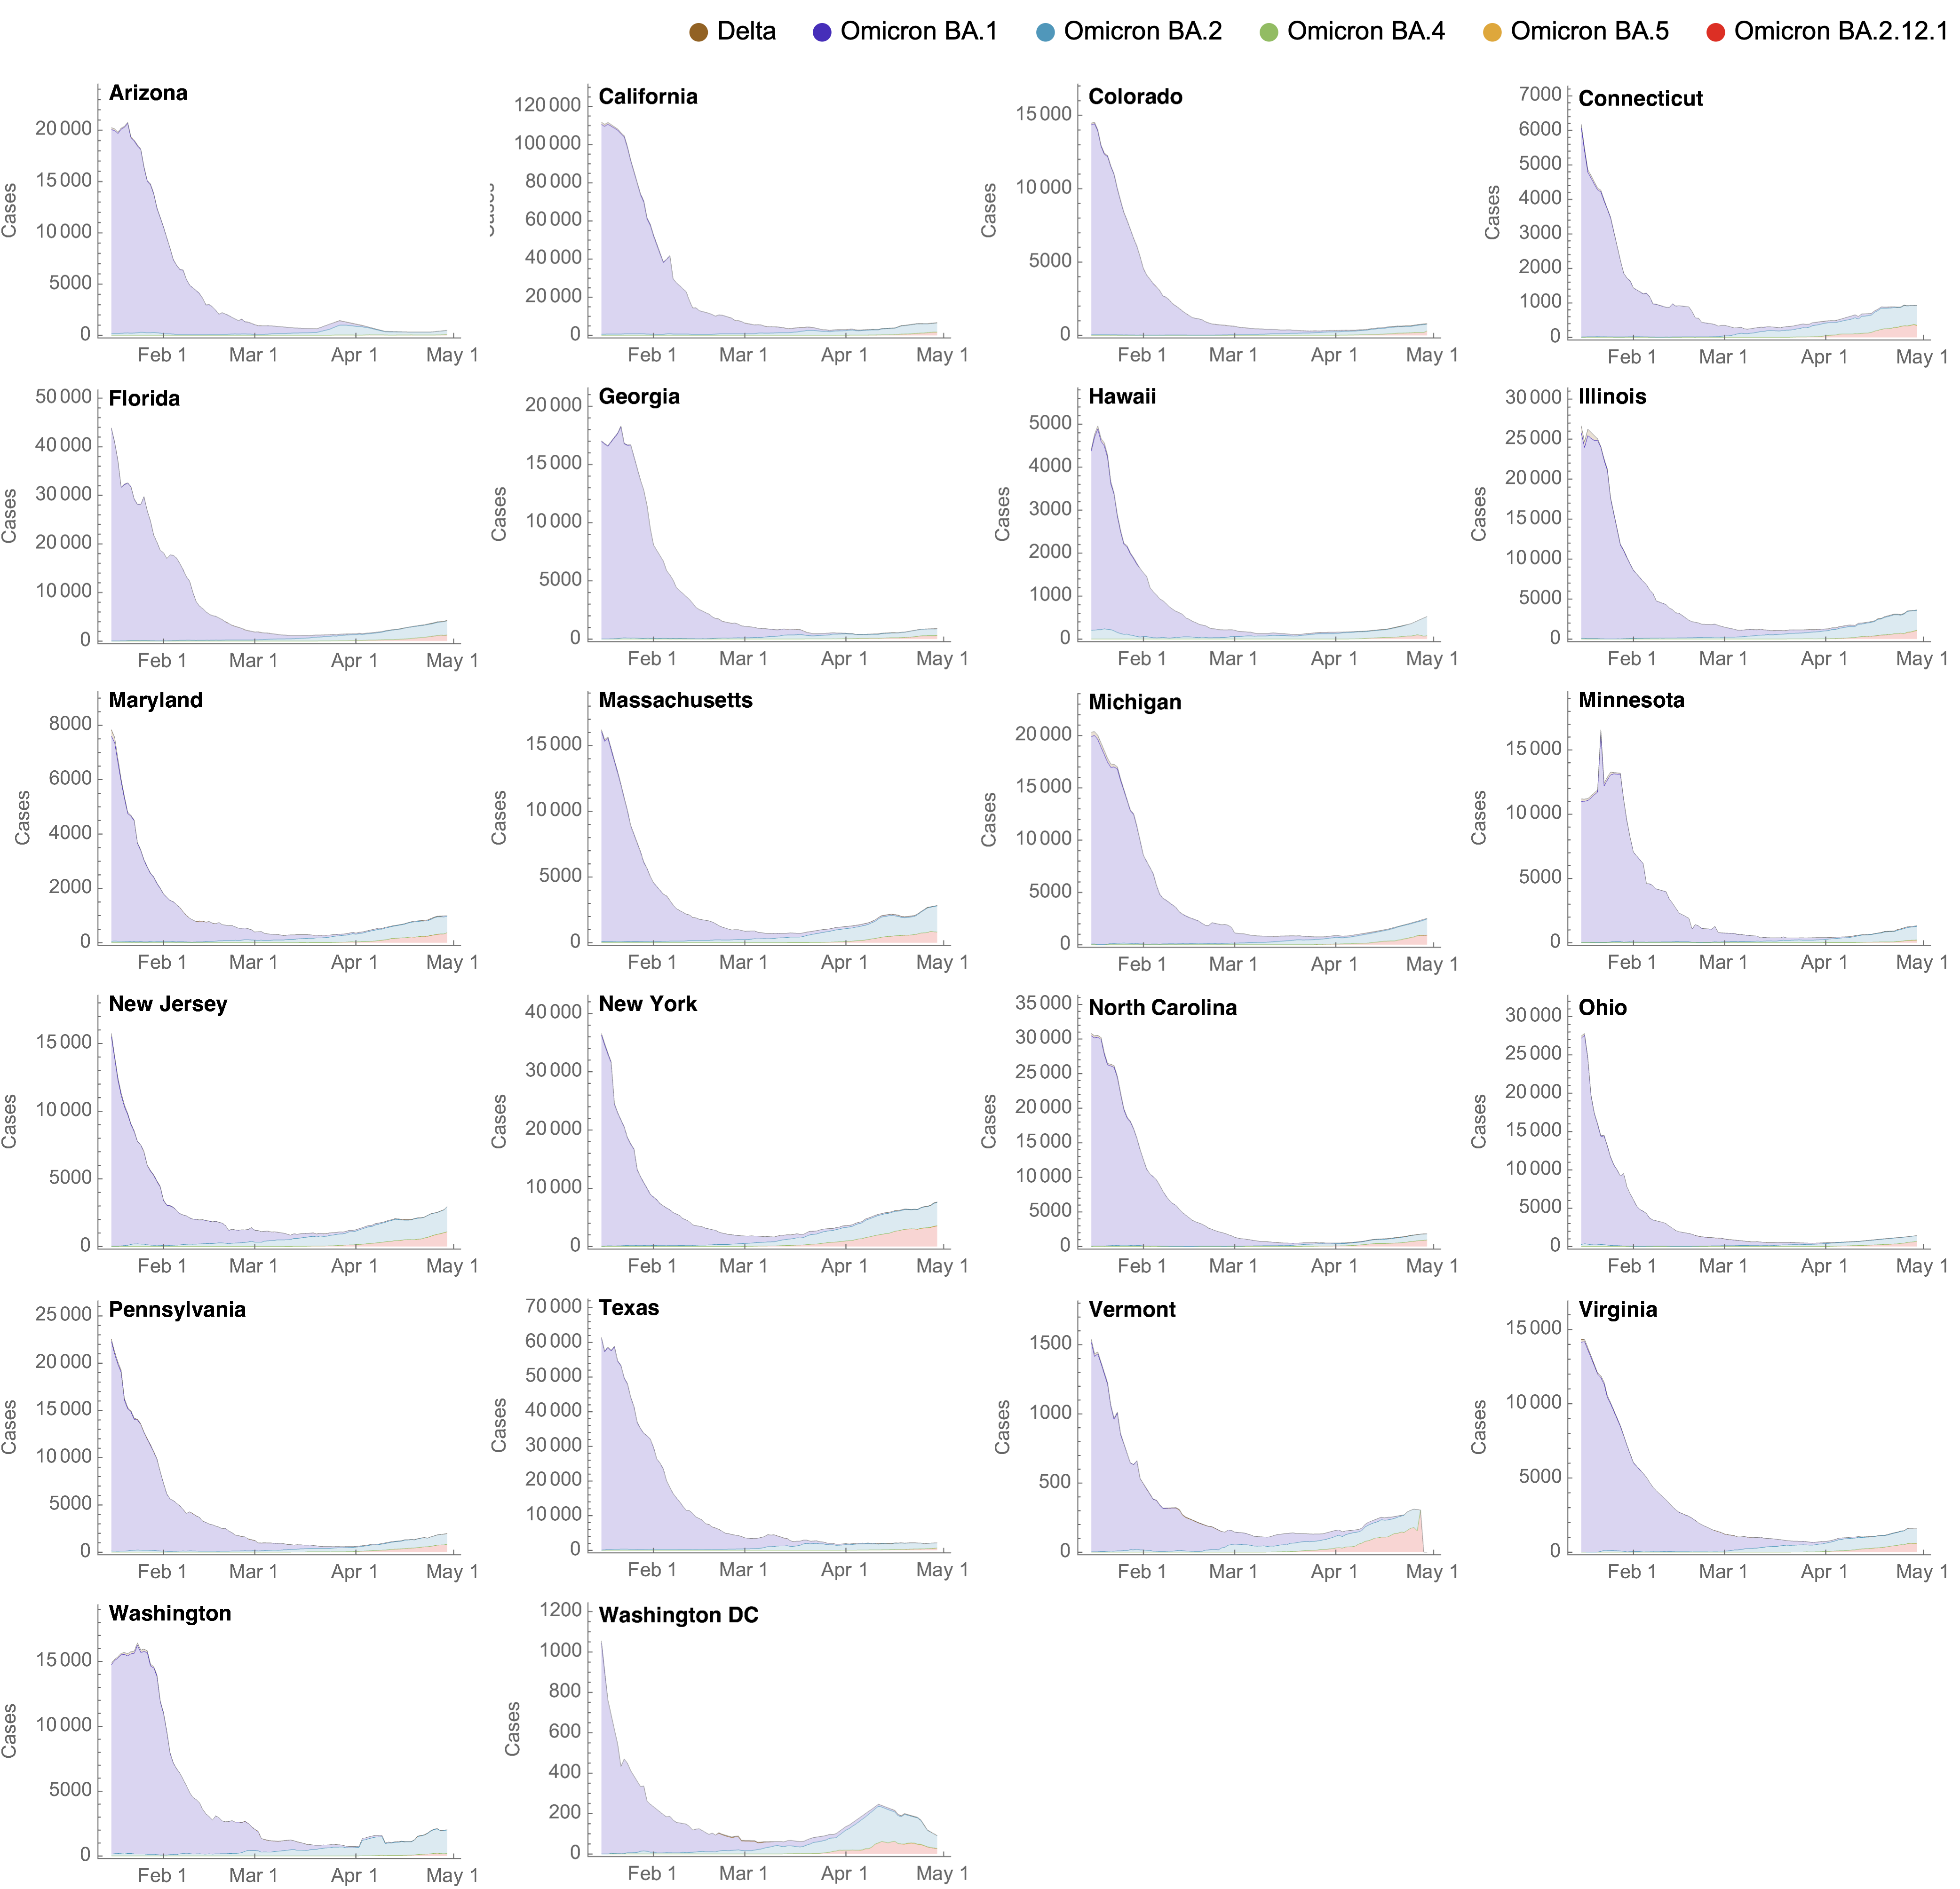 Delta Omicron BA.1 Omicron BA.2 Omicron BA.4 Omicron BA.5 Omicron BA.2.12.1
Arizona
Cases
20 000
15 000
10 000
5000
0
Feb 1 Mar 1 Apr 1 May 1
California
120 000
100 000
80 000
60 000
40 000
20 000
0
Feb 1 Mar 1 Apr 1 May 1
Colorado
Cases
15 000
10 000
5000
0
Feb 1 Mar 1 Apr 1 May 1
Connecticut
Cases
7000
6000
5000
4000
3000
2000
1000
0
Feb 1 Mar 1 Apr 1 May 1
Florida
Cases
50 000
40 000
30 000
20 000
10 000
0
Feb 1 Mar 1 Apr 1 May 1
Georgia
Cases
20 000
15 000
10 000
5000
0
Feb 1 Mar 1 Apr 1 May 1
Hawaii
Cases
5000
4000
3000
2000
1000
0
Feb 1 Mar 1 Apr 1 May 1
Illinois
Cases
30 000
25 000
20 000
15 000
10 000
5000
0
Feb 1 Mar 1 Apr 1 May 1
Maryland
Cases
8000
6000
4000
2000
0
Feb 1 Mar 1 Apr 1 May 1
Massachusetts
Cases
15 000
10 000
5000
0
Feb 1 Mar 1 Apr 1 May 1
Michigan
Cases
20 000
15 000
10 000
5000
0
Feb 1 Mar 1 Apr 1 May 1
Minnesota
Cases
15 000
10 000
5000
0
Feb 1 Mar 1 Apr 1 May 1
New Jersey
Cases
15 000
10 000
5000
0
Feb 1 Mar 1 Apr 1 May 1
New York
Cases
40 000
30 000
20 000
10 000
0
Feb 1 Mar 1 Apr 1 May 1
North Carolina
Cases
35 000
30 000
25 000
20 000
15 000
10 000
5000
0
Feb 1 Mar 1 Apr 1 May 1
Ohio
Cases
30 000
25 000
20 000
15 000
10 000
5000
0
Feb 1 Mar 1 Apr 1 May 1
Pennsylvania
Cases
25 000
20 000
15 000
10 000
5000
0
Feb 1 Mar 1 Apr 1 May 1
Texas
Cases
70 000
60 000
50 000
40 000
30 000
20 000
10 000
0
Feb 1 Mar 1 Apr 1 May 1
Vermont
Cases
1500
1000
500
0
Feb 1 Mar 1 Apr 1 May 1
Virginia
Cases
15 000
10 000
5000
0
Feb 1 Mar 1 Apr 1 May 1
Washington
Cases
15 000
10 000
5000
0
Feb 1 Mar 1 Apr 1 May 1
Washington DC
Cases
1200
1000
800
600
400
200
0
Feb 1 Mar 1 Apr 1 May 1